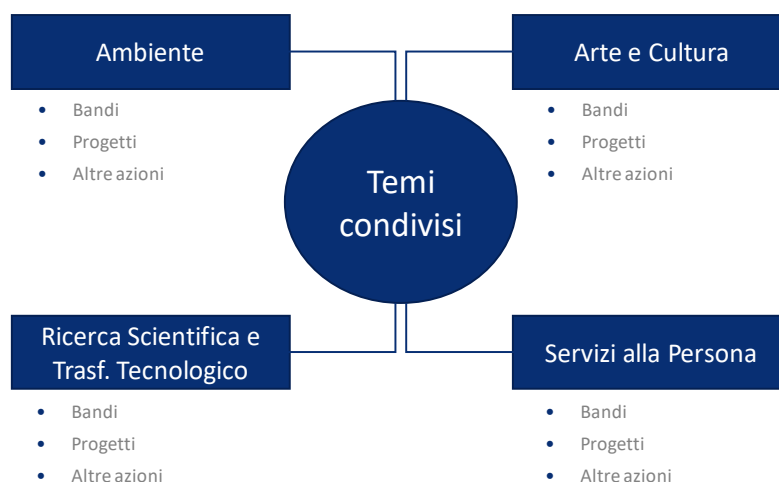 Ambiente
• Bandi
• Progetti
• Altre azioni
Arte e Cultura
• Bandi
• Progetti
• Altre azioni
Temi
condivisi
Ricerca Scientifica e
Trasf. Tecnologico
• Bandi
• Progetti
• Altre azioni
Servizi alla Persona
• Bandi
• Progetti
• Altre azioni